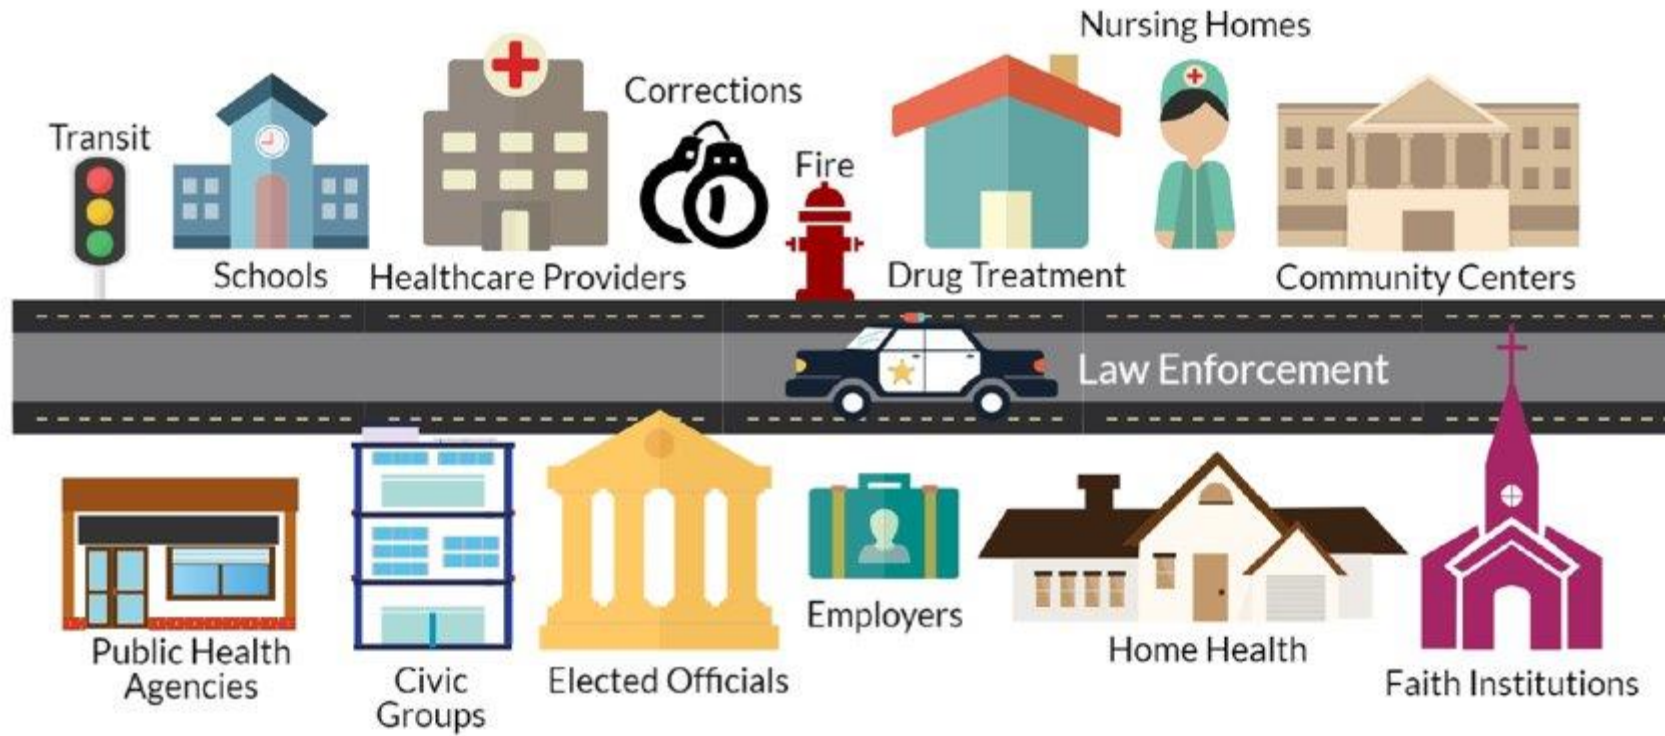 Nursing Homes
Corrections
Transit
Fire
Schools
Healthcare Providers
Drug Treatment
Community Centers
Law Enforcement
Public Health
Agencies
Civic
Groups
Elected Officials
Employers
Home Health
Faith Institutions